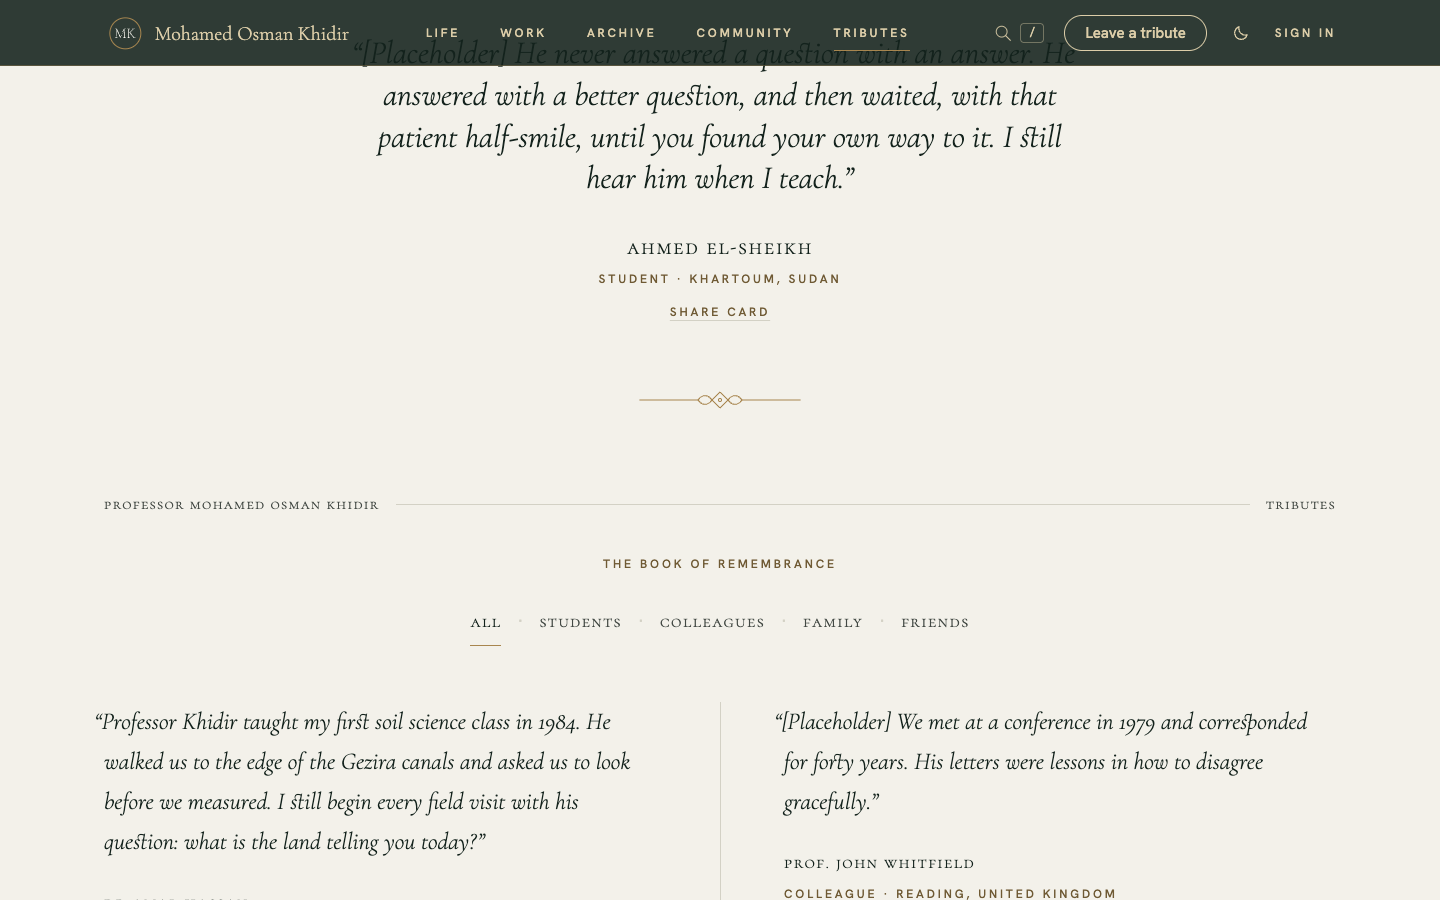 MK Mohamed Osman Khidir LIFE WORK ARCHIVE COMMUNITY TRIBUTES / Leave a tribute SIGN IN
“[Placeholder] He never answered a question with an answer. He
answered with a better question, and then waited, with that
patient half-smile, until you found your own way to it. I still
hear him when I teach.”
AHMED EL-SHEIKH
STUDENT · KHARTOUM, SUDAN
SHARE CARD
PROFESSOR MOHAMED OSMAN KHIDIR TRIBUTES
THE BOOK OF REMEMBRANCE
ALL · STUDENTS · COLLEAGUES · FAMILY · FRIENDS
“Professor Khidir taught my first soil science class in 1984. He
walked us to the edge of the Gezira canals and asked us to look
before we measured. I still begin every field visit with his
question: what is the land telling you today?”
“[Placeholder] We met at a conference in 1979 and corresponded
for forty years. His letters were lessons in how to disagree
gracefully.”
PROF. JOHN WHITFIELD
COLLEAGUE · READING, UNITED KINGDOM